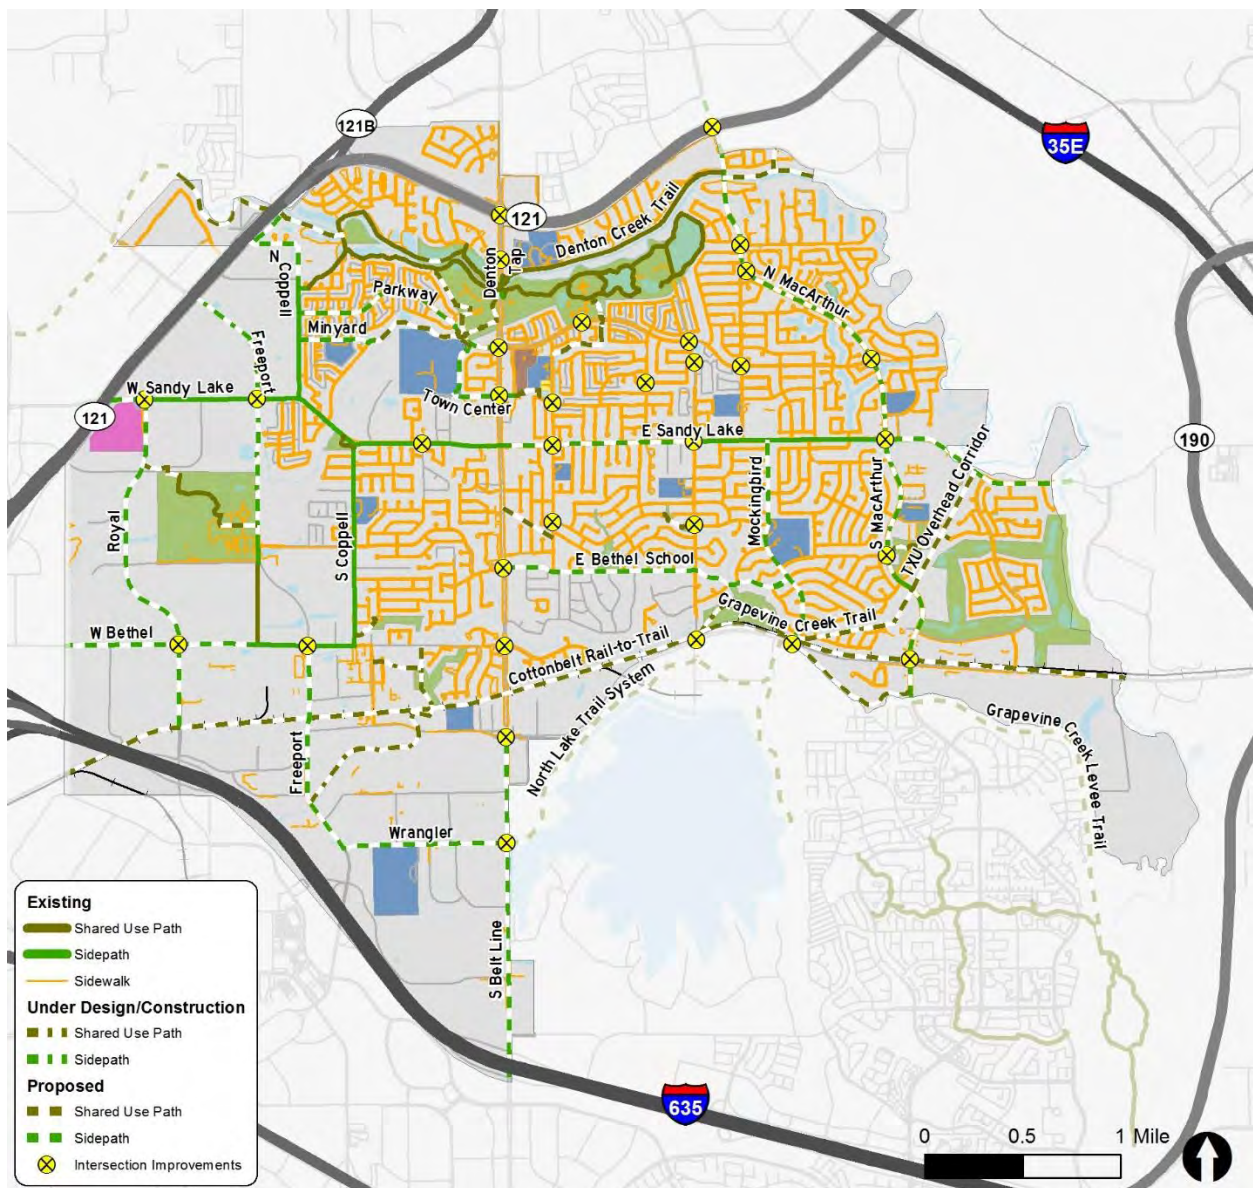 121B
35E
121
Denton Creek Trail
Denton
Tap
N
Coppell
Parkway
Minyard
N MacArthur
Freeport
W Sandy Lake
121
Town Center
E Sandy Lake
190
Royal
S Coppell
Mockingbird
S MacArthur
TXU Overhead Corridor
E Bethel School
Grapevine Creek Trail
W Bethel
Cottonbelt Rail-to-Trail
North Lake Trail System
Grapevine Creek Levee Trail
Freeport
Wrangler
S Belt Line
635
Existing
Shared Use Path
Sidepath
Sidewalk
Under Design/Construction
Shared Use Path
Sidepath
Proposed
Shared Use Path
Sidepath
Intersection Improvements
0 0.5 1 Mile